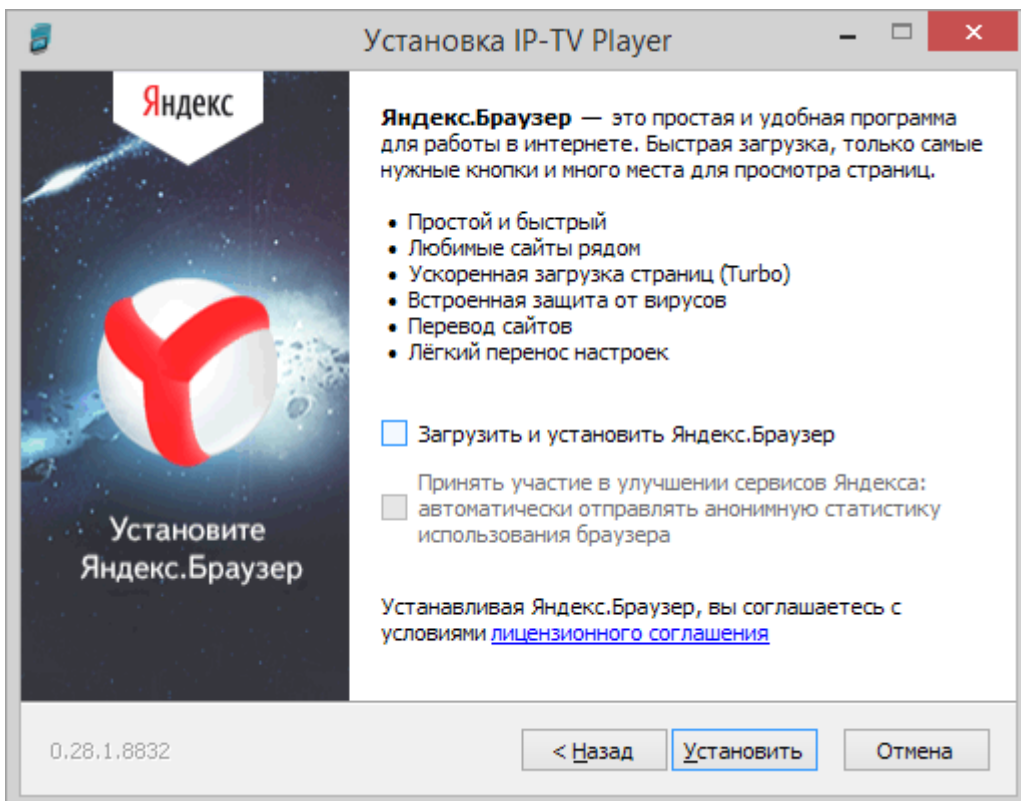 Установка IP-TV Player
Яндекс
Установите
Яндекс.Браузер
Яндекс.Браузер — это простая и удобная программа
для работы в интернете. Быстрая загрузка, только самые
нужные кнопки и много места для просмотра страниц.
• Простой и быстрый
• Любимые сайты рядом
• Ускоренная загрузка страниц (Turbo)
• Встроенная защита от вирусов
• Перевод сайтов
• Лёгкий перенос настроек
Загрузить и установить Яндекс.Браузер
Принять участие в улучшении сервисов Яндекса:
автоматически отправлять анонимную статистику
использования браузера
Устанавливая Яндекс.Браузер, вы соглашаетесь с
условиями лицензионного соглашения
0.28.1.8832
< Назад
Установить
Отмена